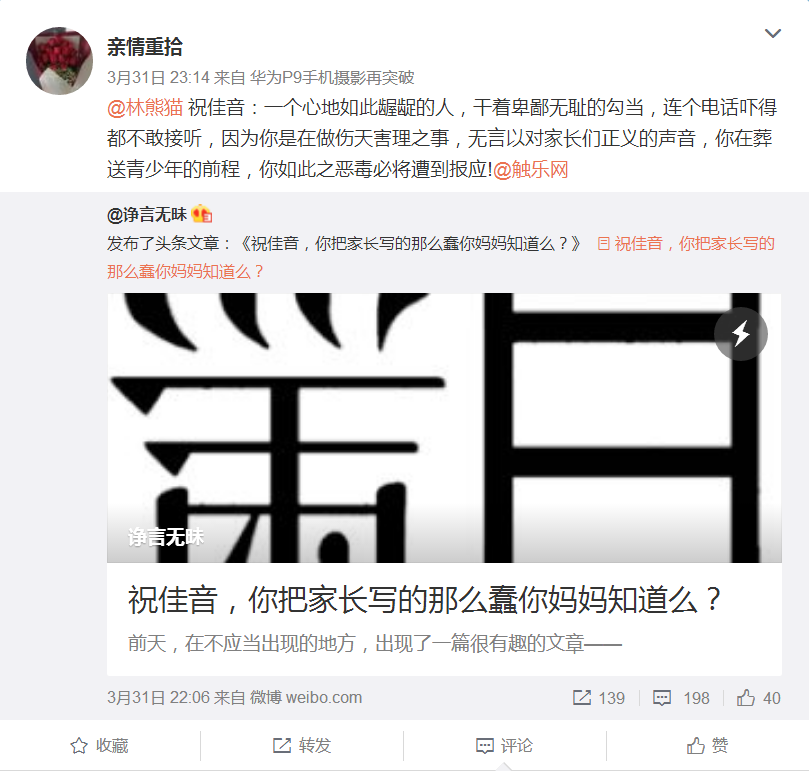 亲情重拾
3月31日 23:14 来自 华为P9手机摄影再突破
@林熊猫 祝佳音：一个心地如此龌龊的人，干着卑鄙无耻的勾当，连个电话吓得
都不敢接听，因为你是在做伤天害理之事，无言以对家长们正义的声音，你在葬
送青少年的前程，你如此之恶毒必将遭到报应!@触乐网
@诤言无昧
发布了头条文章：《祝佳音，你把家长写的那么蠢你妈妈知道么？》 祝佳音，你把家长写的
那么蠢你妈妈知道么？
诤言无昧
祝佳音，你把家长写的那么蠢你妈妈知道么？
前天，在不应当出现的地方，出现了一篇很有趣的文章——
3月31日 22:06 来自 微博 weibo.com 139 198 40
收藏 转发 评论 赞